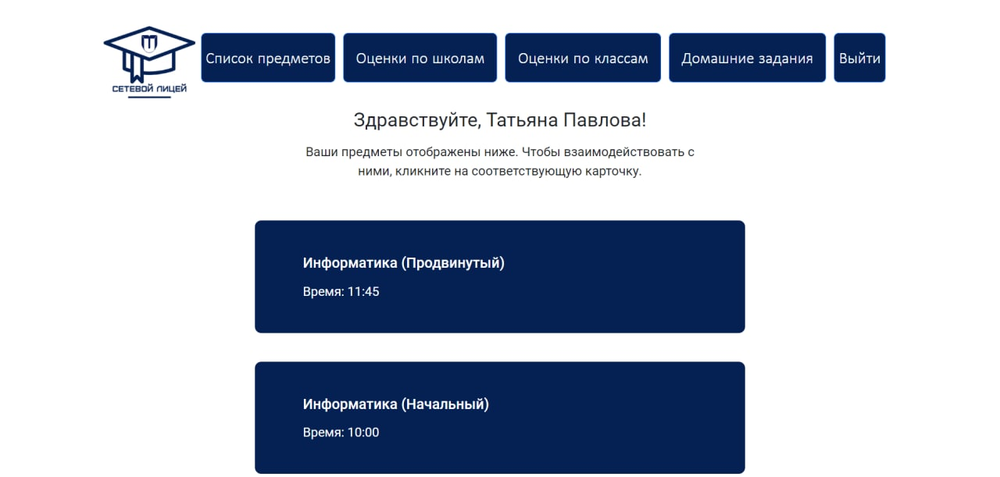 СЕТЕВОЙ ЛИЦЕЙ
Список предметов
Оценки по школам
Оценки по классам
Домашние задания
Выйти
Здравствуйте, Татьяна Павлова!
Ваши предметы отображены ниже. Чтобы взаимодействовать с
ними, кликните на соответствующую карточку.
Информатика (Продвинутый)
Время: 11:45
Информатика (Начальный)
Время: 10:00